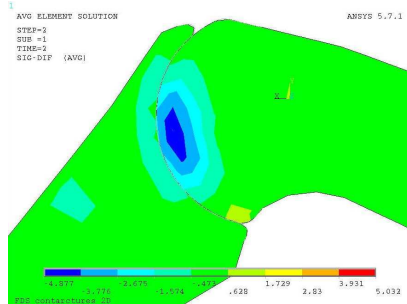 1
AVG ELEMENT SOLUTION
ANSYS 5.7.1
STEP=2
SUB =1
TIME=2
SIG-DIF (AVG)
X
-4.877 -2.675 -.473 1.729 3.931
-3.776 -1.574 .628 2.83 5.032
FDS contarctures 2D